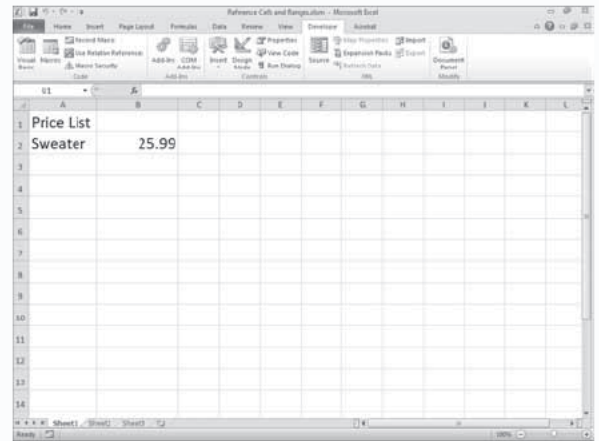 Reference Cells and Ranges.xlsm - Microsoft Excel
File Home Insert Page Layout Formulas Data Review View Developer Acrobat
Record Macro Properties Map Properties Import
Use Relative References View Code Expansion Packs Export
Visual Basic Macros Macro Security Add-Ins COM Add-Ins Insert Design Mode Run Dialog Source Refresh Data Document Panel
Code Add-Ins Controls XML Modify
fx
A B C D E F G H I J K L
1 Price List
2 Sweater 25.99
3
4
5
6
7
8
9
10
11
12
13
14
Sheet1 Sheet2 Sheet3
Ready 100%